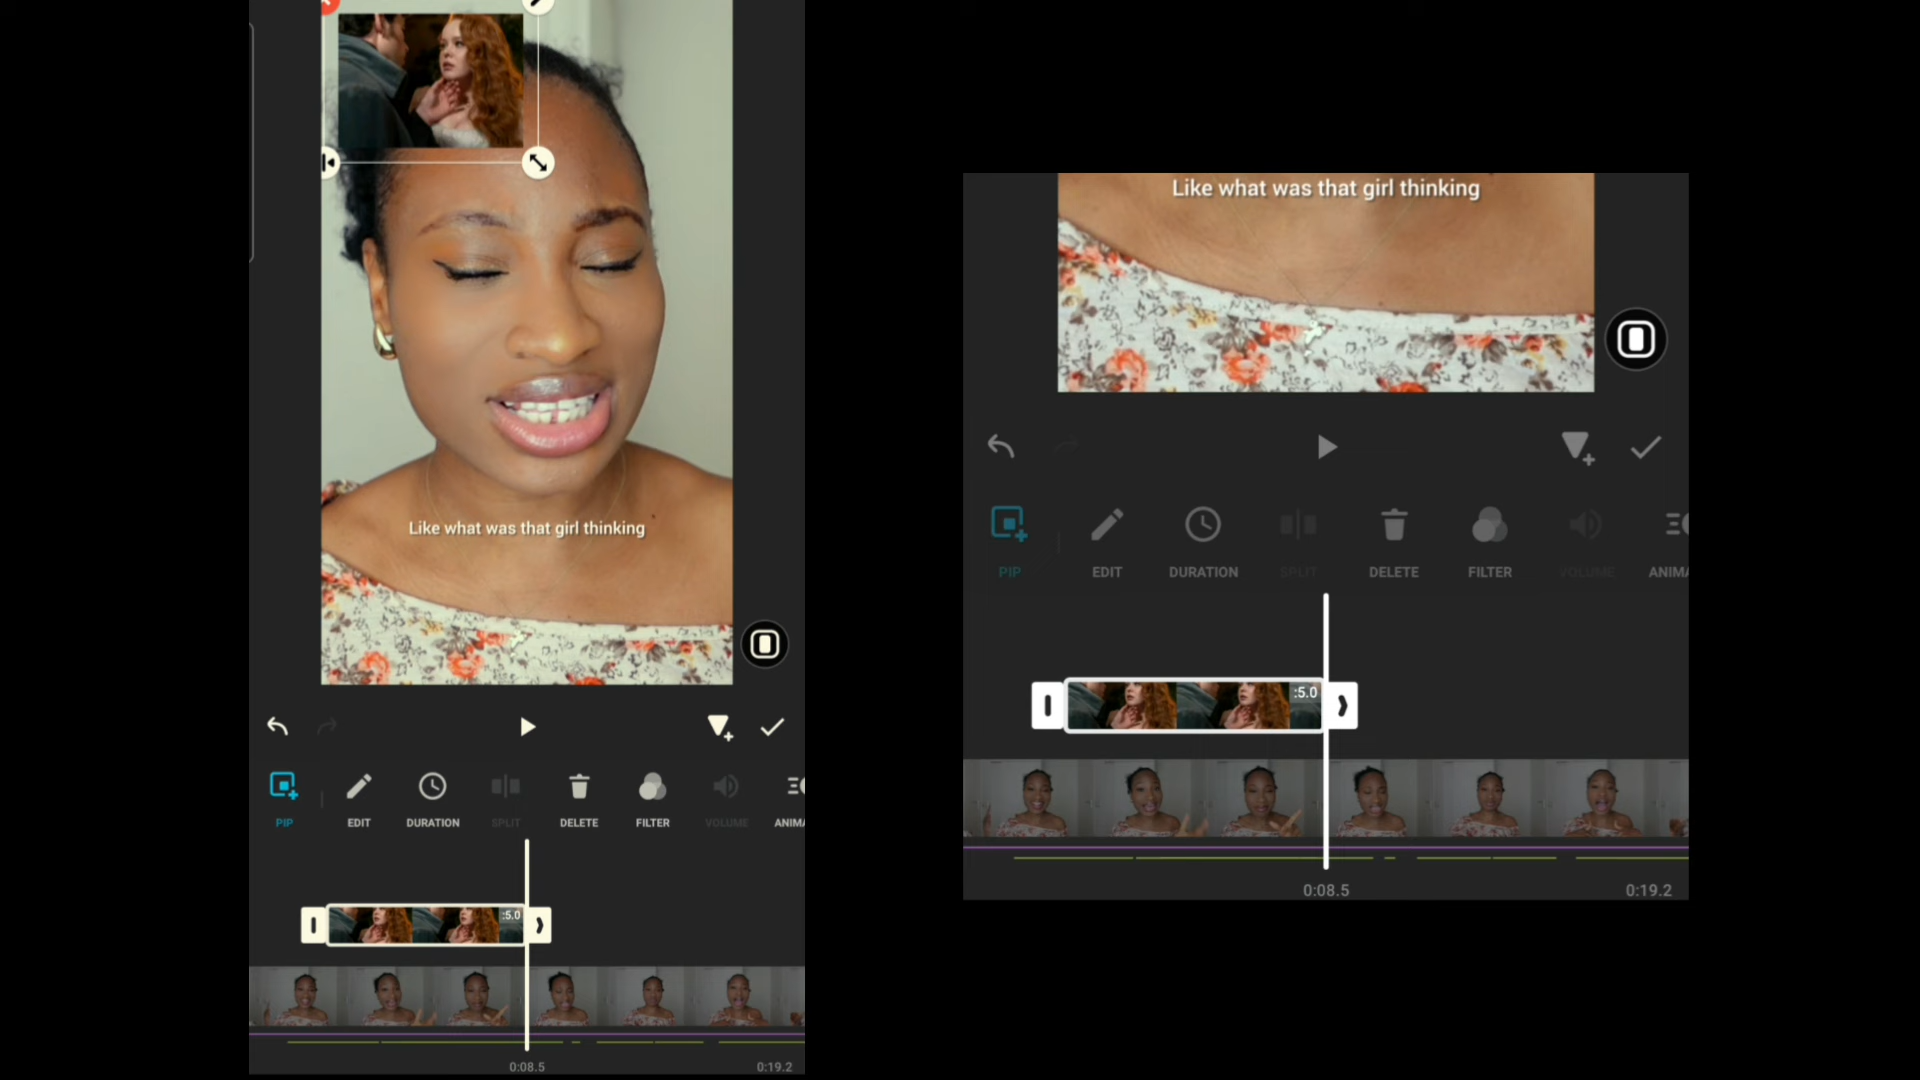 Like what was that girl thinking
PIP
EDIT
DURATION
SPLIT
DELETE
FILTER
VOLUME
ANIMA
:5.0
0:08.5
0:19.2
Like what was that girl thinking
PIP
EDIT
DURATION
SPLIT
DELETE
FILTER
VOLUME
ANIMA
:5.0
0:08.5
0:19.2